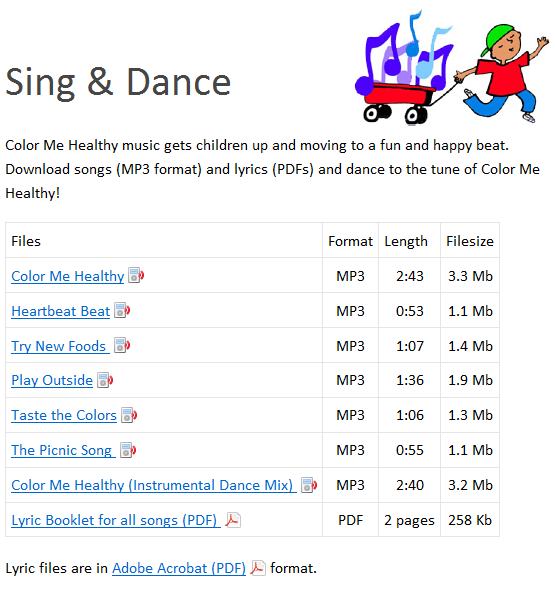 Sing & Dance
Color Me Healthy music gets children up and moving to a fun and happy beat.
Download songs (MP3 format) and lyrics (PDFs) and dance to the tune of Color Me
Healthy!
Files Format Length Filesize
Color Me Healthy MP3 2:43 3.3 Mb
Heartbeat Beat MP3 0:53 1.1 Mb
Try New Foods MP3 1:07 1.4 Mb
Play Outside MP3 1:36 1.9 Mb
Taste the Colors MP3 1:06 1.3 Mb
The Picnic Song MP3 0:55 1.1 Mb
Color Me Healthy (Instrumental Dance Mix) MP3 2:40 3.2 Mb
Lyric Booklet for all songs (PDF) PDF 2 pages 258 Kb
Lyric files are in Adobe Acrobat (PDF) format.